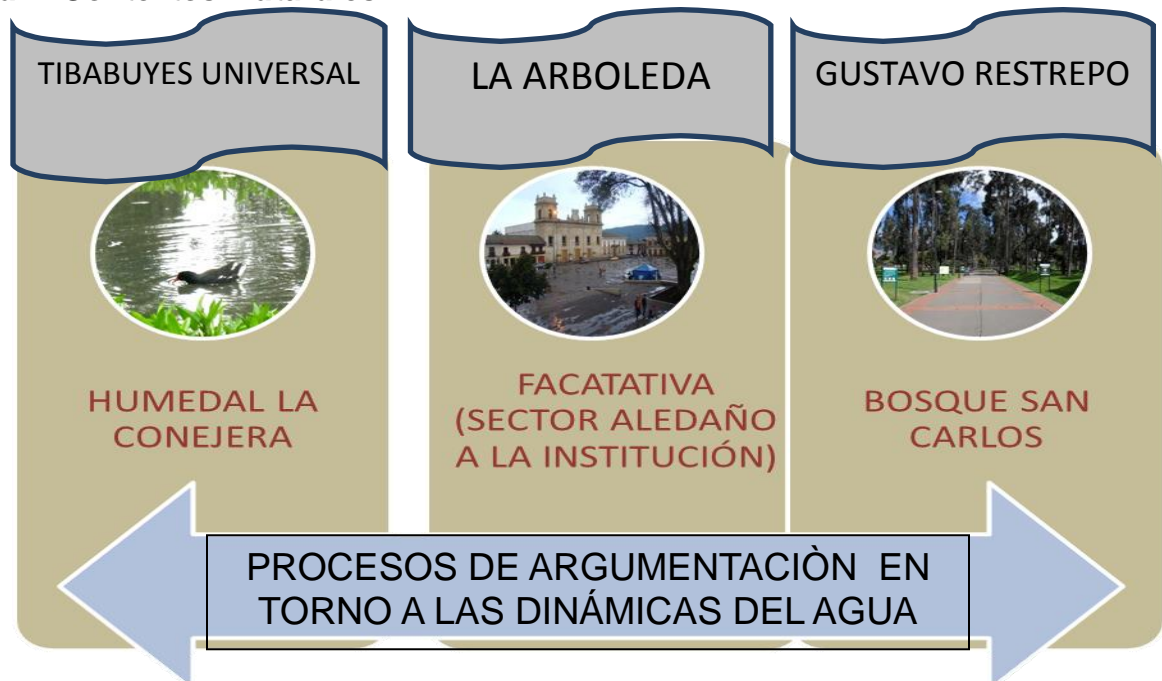 TIBABUYES UNIVERSAL
LA ARBOLEDA
GUSTAVO RESTREPO
HUMEDAL LA
CONEJERA
FACATATIVA
(SECTOR ALEDAÑO
A LA INSTITUCIÓN)
BOSQUE SAN
CARLOS
PROCESOS DE ARGUMENTACIÒN EN
TORNO A LAS DINÁMICAS DEL AGUA